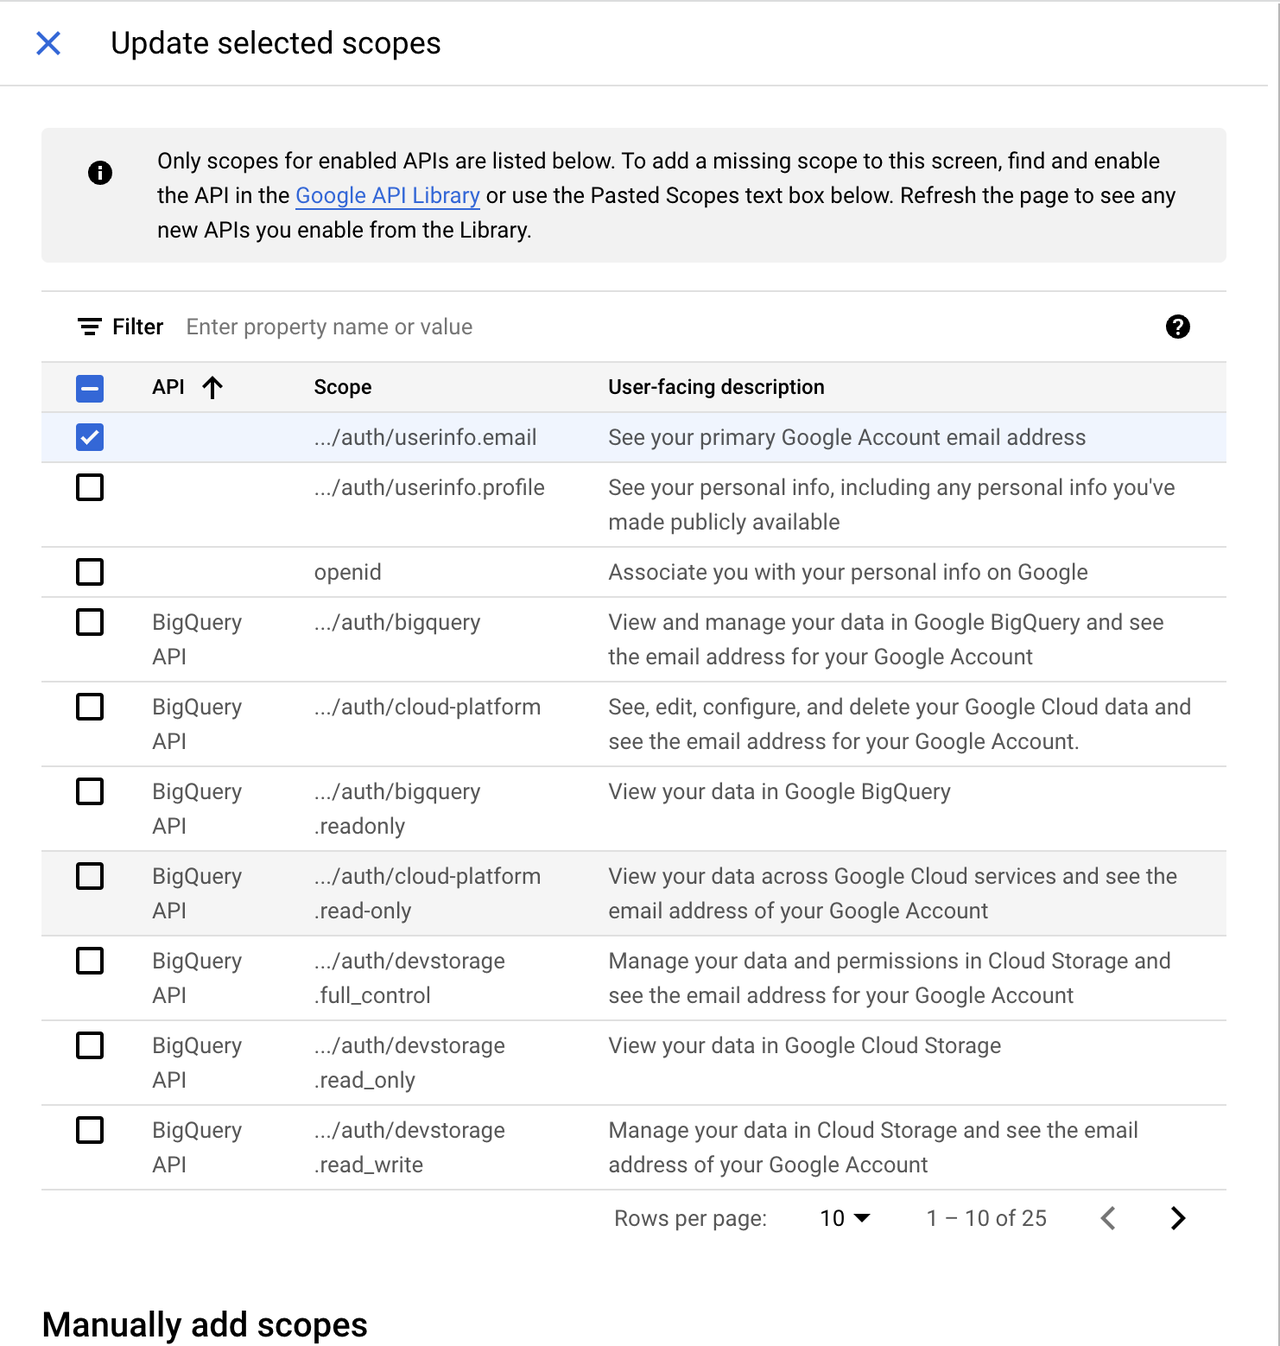 Update selected scopes
Only scopes for enabled APIs are listed below. To add a missing scope to this screen, find and enable
the API in the Google API Library or use the Pasted Scopes text box below. Refresh the page to see any
new APIs you enable from the Library.
Filter Enter property name or value
API Scope User-facing description
.../auth/userinfo.email See your primary Google Account email address
.../auth/userinfo.profile See your personal info, including any personal info you've
made publicly available
openid Associate you with your personal info on Google
BigQuery .../auth/bigquery View and manage your data in Google BigQuery and see
API the email address for your Google Account
BigQuery .../auth/cloud-platform See, edit, configure, and delete your Google Cloud data and
API see the email address for your Google Account.
BigQuery .../auth/bigquery View your data in Google BigQuery
API .readonly
BigQuery .../auth/cloud-platform View your data across Google Cloud services and see the
API .read-only email address of your Google Account
BigQuery .../auth/devstorage Manage your data and permissions in Cloud Storage and
API .full_control see the email address for your Google Account
BigQuery .../auth/devstorage View your data in Google Cloud Storage
API .read_only
BigQuery .../auth/devstorage Manage your data in Cloud Storage and see the email
API .read_write address of your Google Account
Rows per page: 10 1 – 10 of 25
Manually add scopes